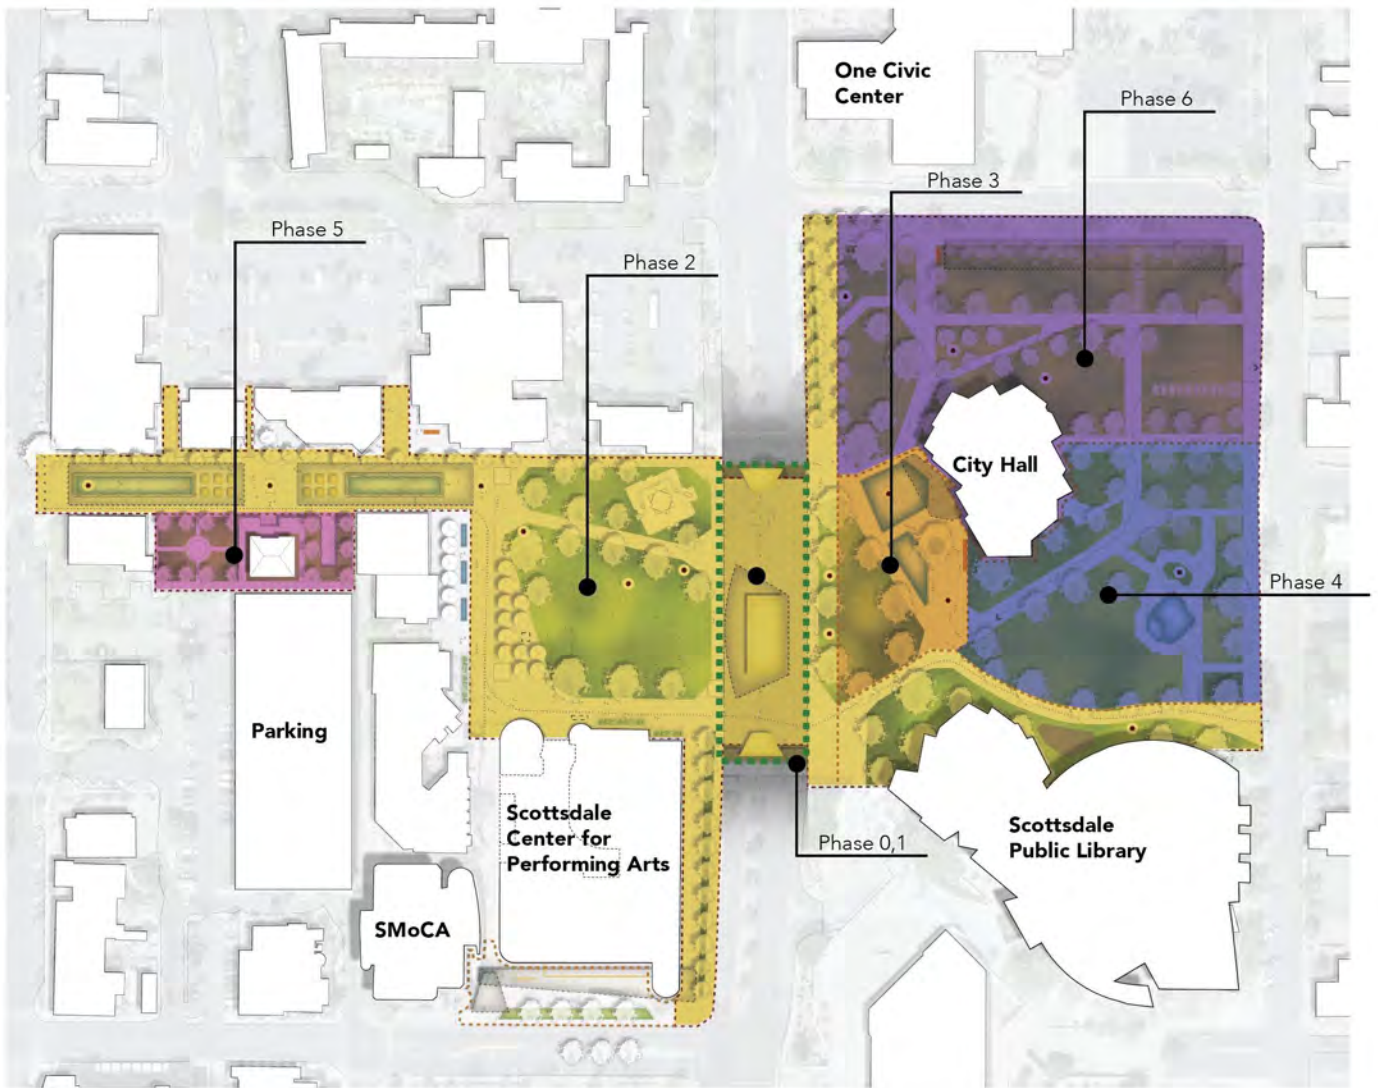 One Civic
Center
Phase 6
Phase 3
Phase 5
Phase 2
City Hall
Phase 4
Parking
Scottsdale
Center for
Performing Arts
Phase 0,1
Scottsdale
Public Library
SMoCA